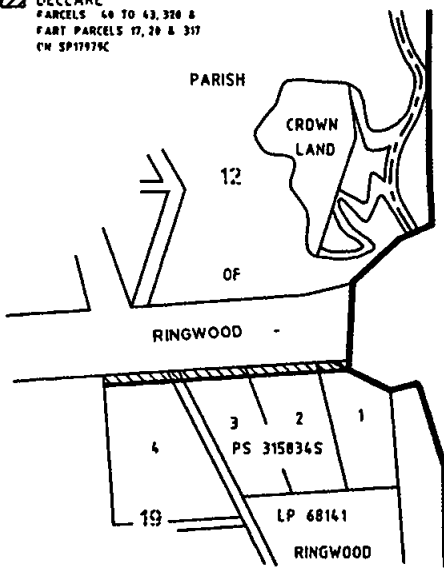 DECLARE
PARCELS 40 TO 43, 320 &
PART PARCELS 17, 20 & 317
ON SP17979C
PARISH
CROWN
LAND
12
OF
RINGWOOD
3
2
1
PS 315834S
4
19
LP 68141
RINGWOOD